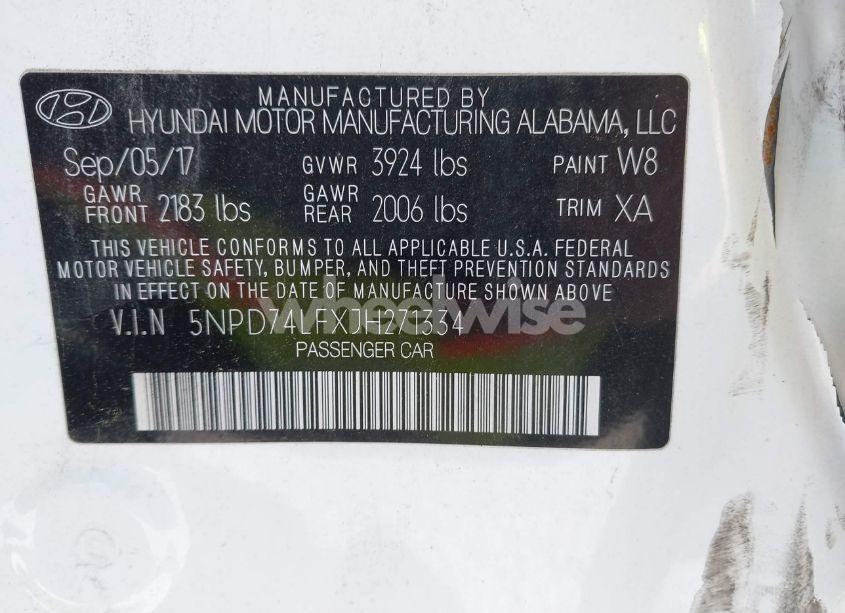 MANUFACTURED BY
HYUNDAI MOTOR MANUFACTURING ALABAMA, LLC
Sep/05/17 GVWR 3924 lbs PAINT W8
GAWR FRONT 2183 lbs GAWR REAR 2006 lbs TRIM XA
THIS VEHICLE CONFORMS TO ALL APPLICABLE U.S.A. FEDERAL
MOTOR VEHICLE SAFETY, BUMPER, AND THEFT PREVENTION STANDARDS
IN EFFECT ON THE DATE OF MANUFACTURE SHOWN ABOVE
V.I.N 5NPD74LFXJH271334
wheelwise
PASSENGER CAR